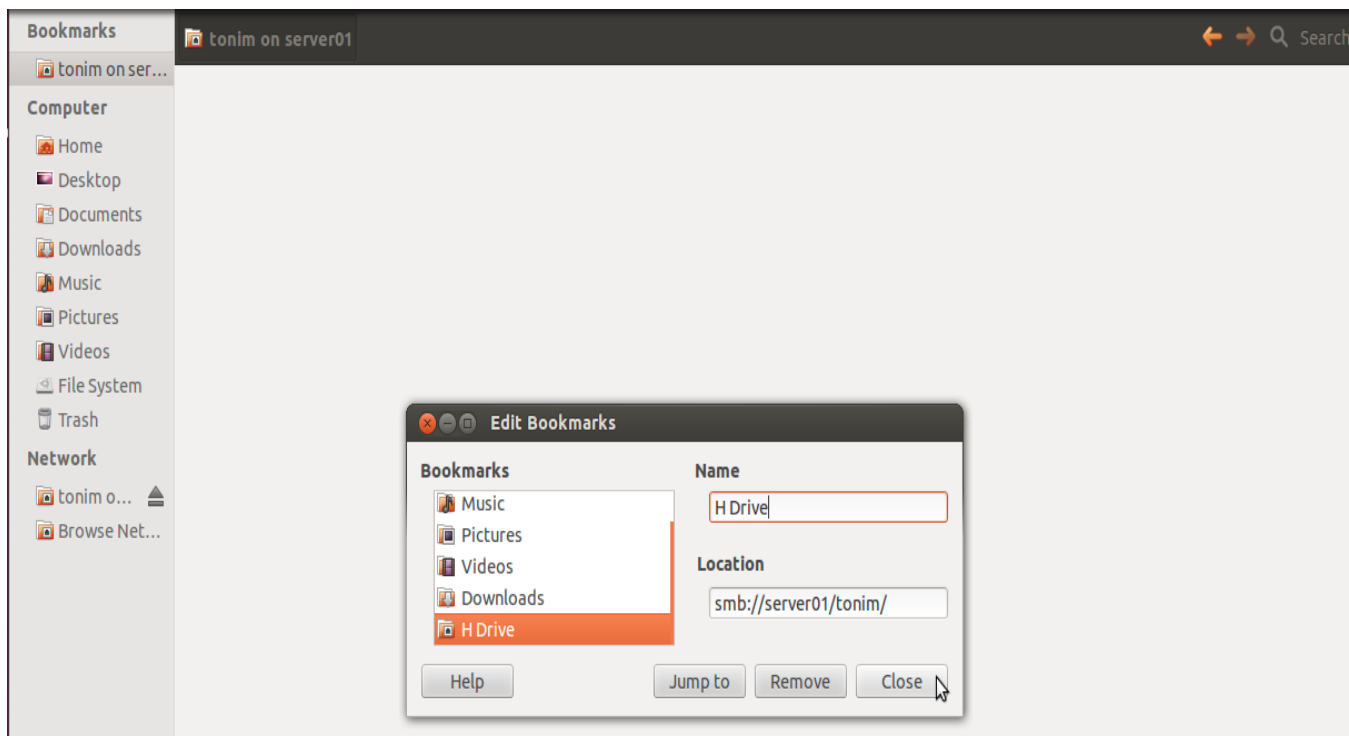 Bookmarks
tonim on ser...
Computer
Home
Desktop
Documents
Downloads
Music
Pictures
Videos
File System
Trash
Network
tonim o...
Browse Net...
tonim on server01
Search
Edit Bookmarks
Bookmarks
Music
Pictures
Videos
Downloads
H Drive
Name
H Drive
Location
smb://server01/tonim/
Help
Jump to
Remove
Close